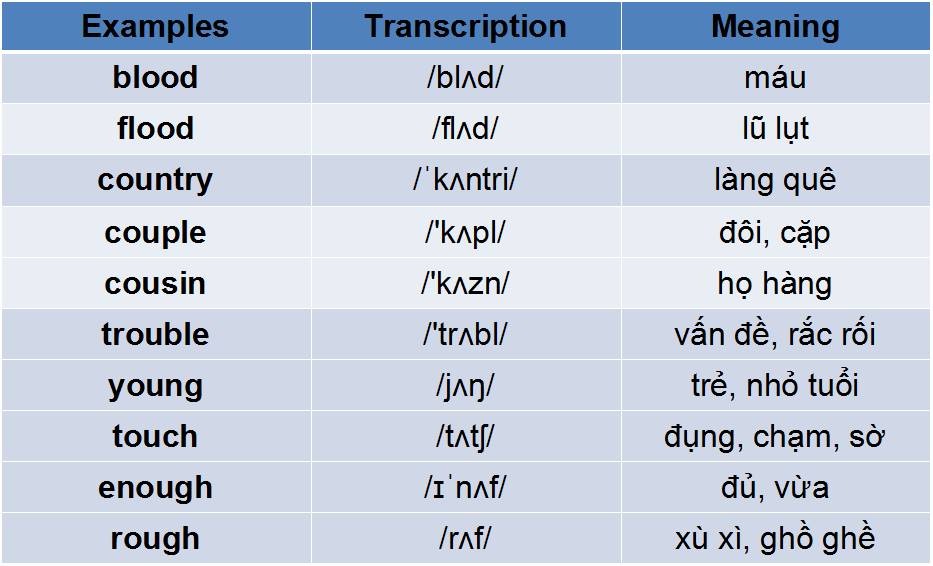 Examples Transcription Meaning
blood /blʌd/ máu
flood /flʌd/ lũ lụt
country /ˈkʌntri/ làng quê
couple /'kʌpl/ đôi, cặp
cousin /'kʌzn/ họ hàng
trouble /'trʌbl/ vấn đề, rắc rối
young /jʌŋ/ trẻ, nhỏ tuổi
touch /tʌtʃ/ đụng, chạm, sờ
enough /ɪˈnʌf/ đủ, vừa
rough /rʌf/ xù xì, ghồ ghề